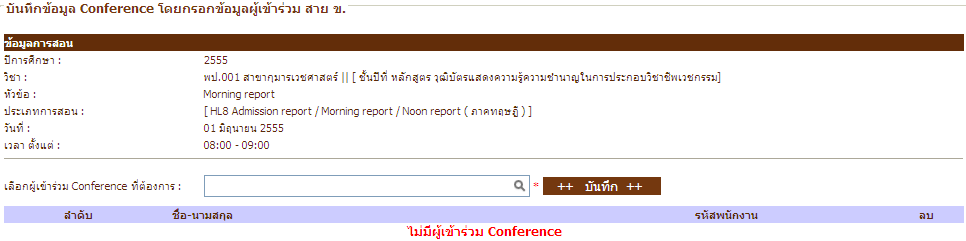 บันทึกข้อมูล Conference โดยกรอกข้อมูลผู้เข้าร่วม สาย ข.
ข้อมูลการสอน
ปีการศึกษา : 2555
วิชา : พป.001 สาขากุมารเวชศาสตร์ || [ ชั้นปีที่ หลักสูตร วุฒิบัตรแสดงความรู้ความชำนาญในการประกอบวิชาชีพเวชกรรม]
หัวข้อ : Morning report
ประเภทการสอน : [ HL8 Admission report / Morning report / Noon report ( ภาคทฤษฎี ) ]
วันที่ : 01 มิถุนายน 2555
เวลา ตั้งแต่ : 08:00 - 09:00
เลือกผู้เข้าร่วม Conference ที่ต้องการ : * ++ บันทึก ++
ลำดับ ชื่อ-นามสกุล รหัสพนักงาน ลบ
ไม่มีผู้เข้าร่วม Conference